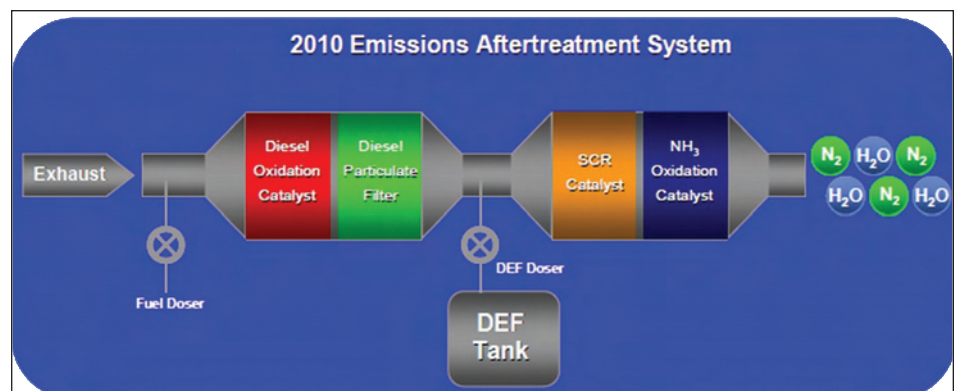 2010 Emissions Aftertreatment System
Exhaust
Fuel Doser
Diesel
Oxidation
Catalyst
Diesel
Particulate
Filter
DEF Doser
DEF
Tank
SCR
Catalyst
NH₃
Oxidation
Catalyst
N₂ H₂O N₂
H₂O N₂ H₂O